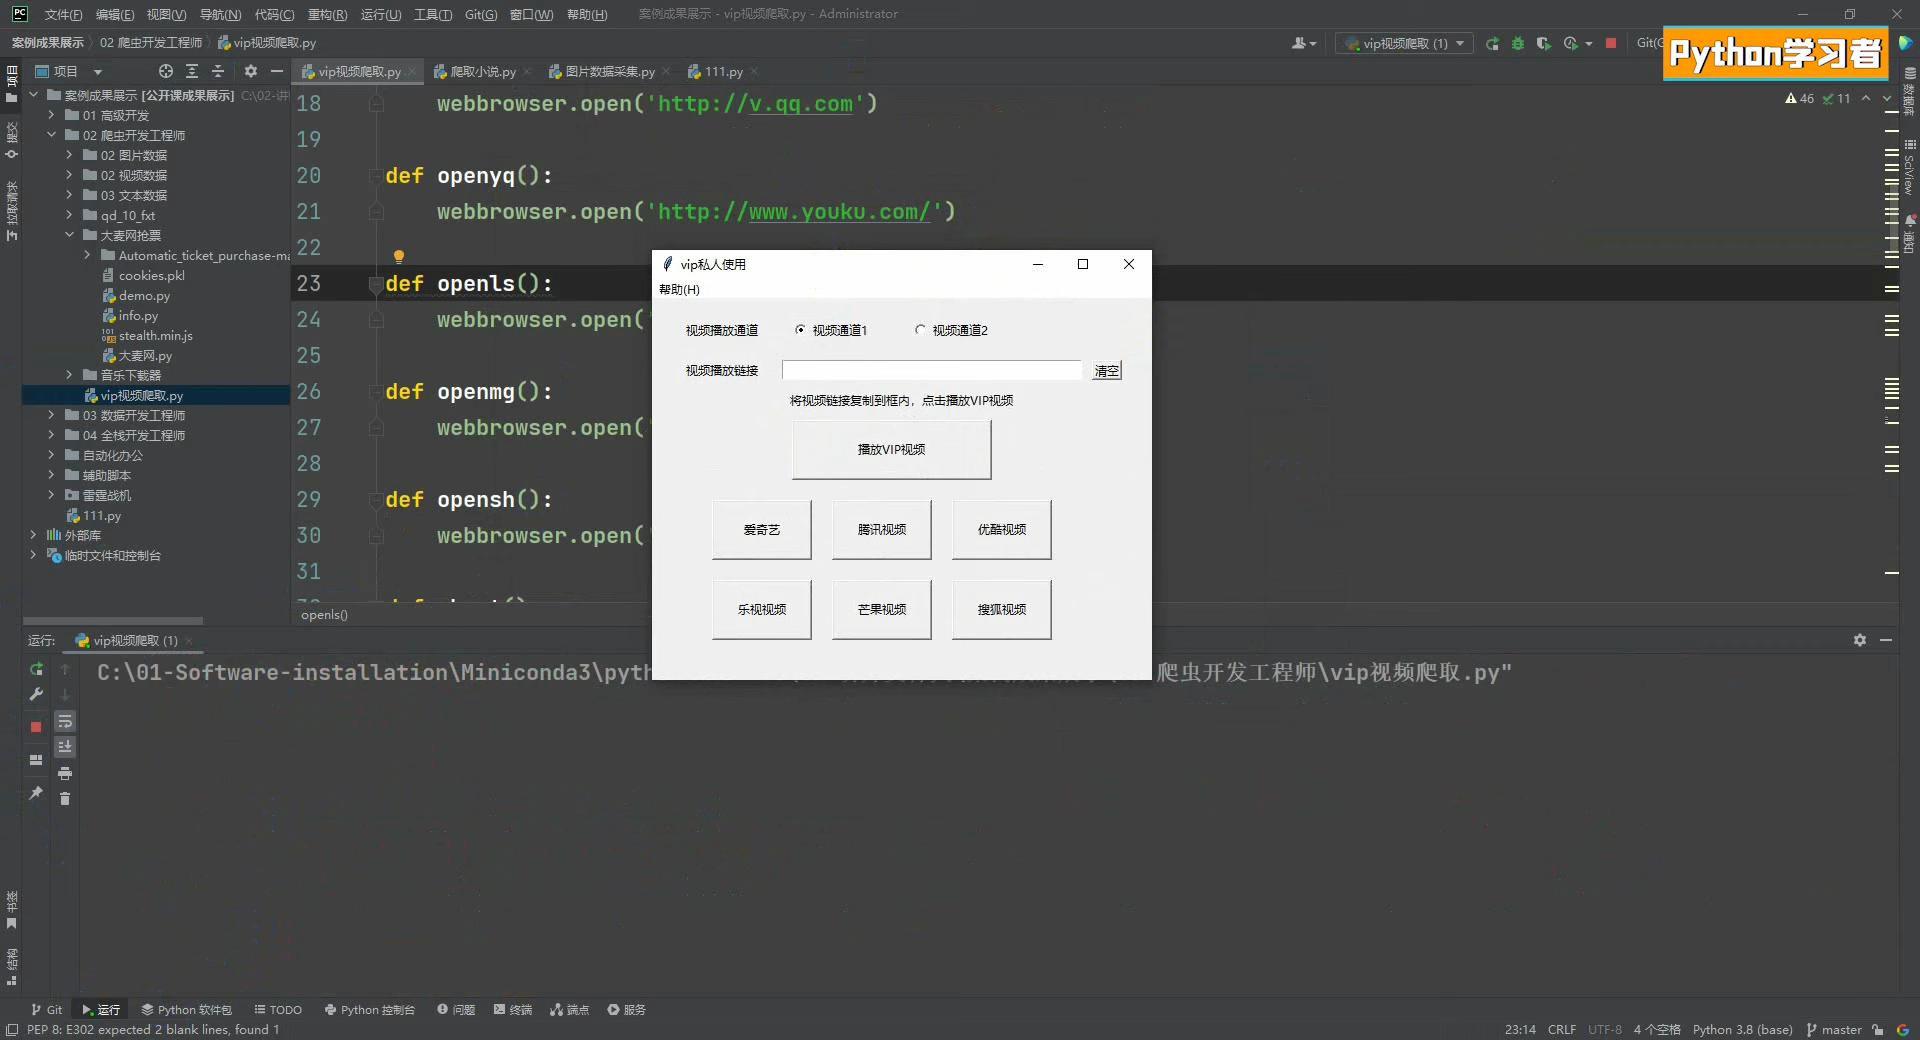 文件(F) 编辑(E) 视图(V) 导航(N) 代码(C) 重构(R) 运行(U) 工具(T) Git(G) 窗口(W) 帮助(H) 案例成果展示 - vip视频爬取.py - Administrator
案例成果展示 02 爬虫开发工程师 vip视频爬取.py
vip视频爬取 (1)
Git(G
Python学习者
项目
vip视频爬取.py
爬取小说.py
图片数据采集.py
111.py
案例成果展示 [公开课成果展示] C:\02-讲
01 高级开发
02 爬虫开发工程师
02 图片数据
02 视频数据
03 文本数据
qd_10_fxt
大麦网抢票
Automatic_ticket_purchase-ma
cookies.pkl
demo.py
info.py
stealth.min.js
大麦网.py
音乐下载器
vip视频爬取.py
03 数据开发工程师
04 全栈开发工程师
自动化办公
辅助脚本
雷霆战机
111.py
外部库
临时文件和控制台
项目
提交
拉取请求
书签
结构
18 webbrowser.open('http://v.qq.com')
19
20 def openyq():
21 webbrowser.open('http://www.youku.com/')
22
23 def openls():
24 webbrowser.open('
25
26 def openmg():
27 webbrowser.open('
28
29 def opensh():
30 webbrowser.open('
31
46 11
数据库
SciView
通知
openls()
vip私人使用
帮助(H)
视频播放通道 视频通道1 视频通道2
视频播放链接 清空
将视频链接复制到框内，点击播放VIP视频
播放VIP视频
爱奇艺 腾讯视频 优酷视频
乐视视频 芒果视频 搜狐视频
运行: vip视频爬取 (1)
C:\01-Software-installation\Miniconda3\pyth
爬虫开发工程师\vip视频爬取.py"
Git 运行 Python 软件包 TODO Python 控制台 问题 终端 端点 服务
PEP 8: E302 expected 2 blank lines, found 1
23:14 CRLF UTF-8 4 个空格 Python 3.8 (base) master